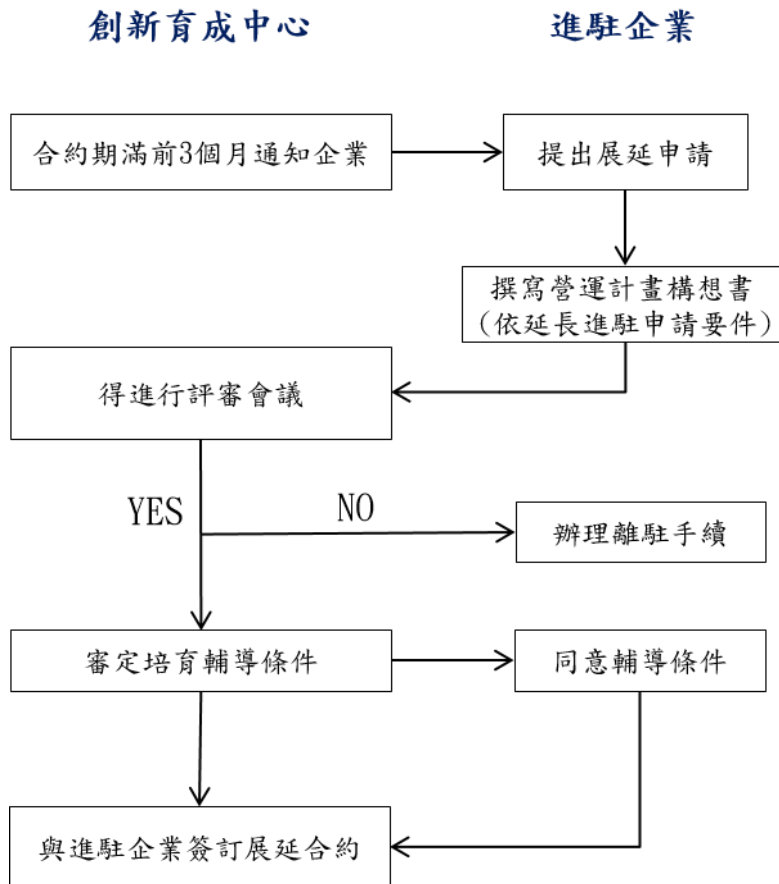 創新育成中心
進駐企業
合約期滿前3個月通知企業
提出展延申請
撰寫營運計畫構想書
(依延長進駐申請要件)
得進行評審會議
YES
NO
辦理離駐手續
審定培育輔導條件
同意輔導條件
與進駐企業簽訂展延合約